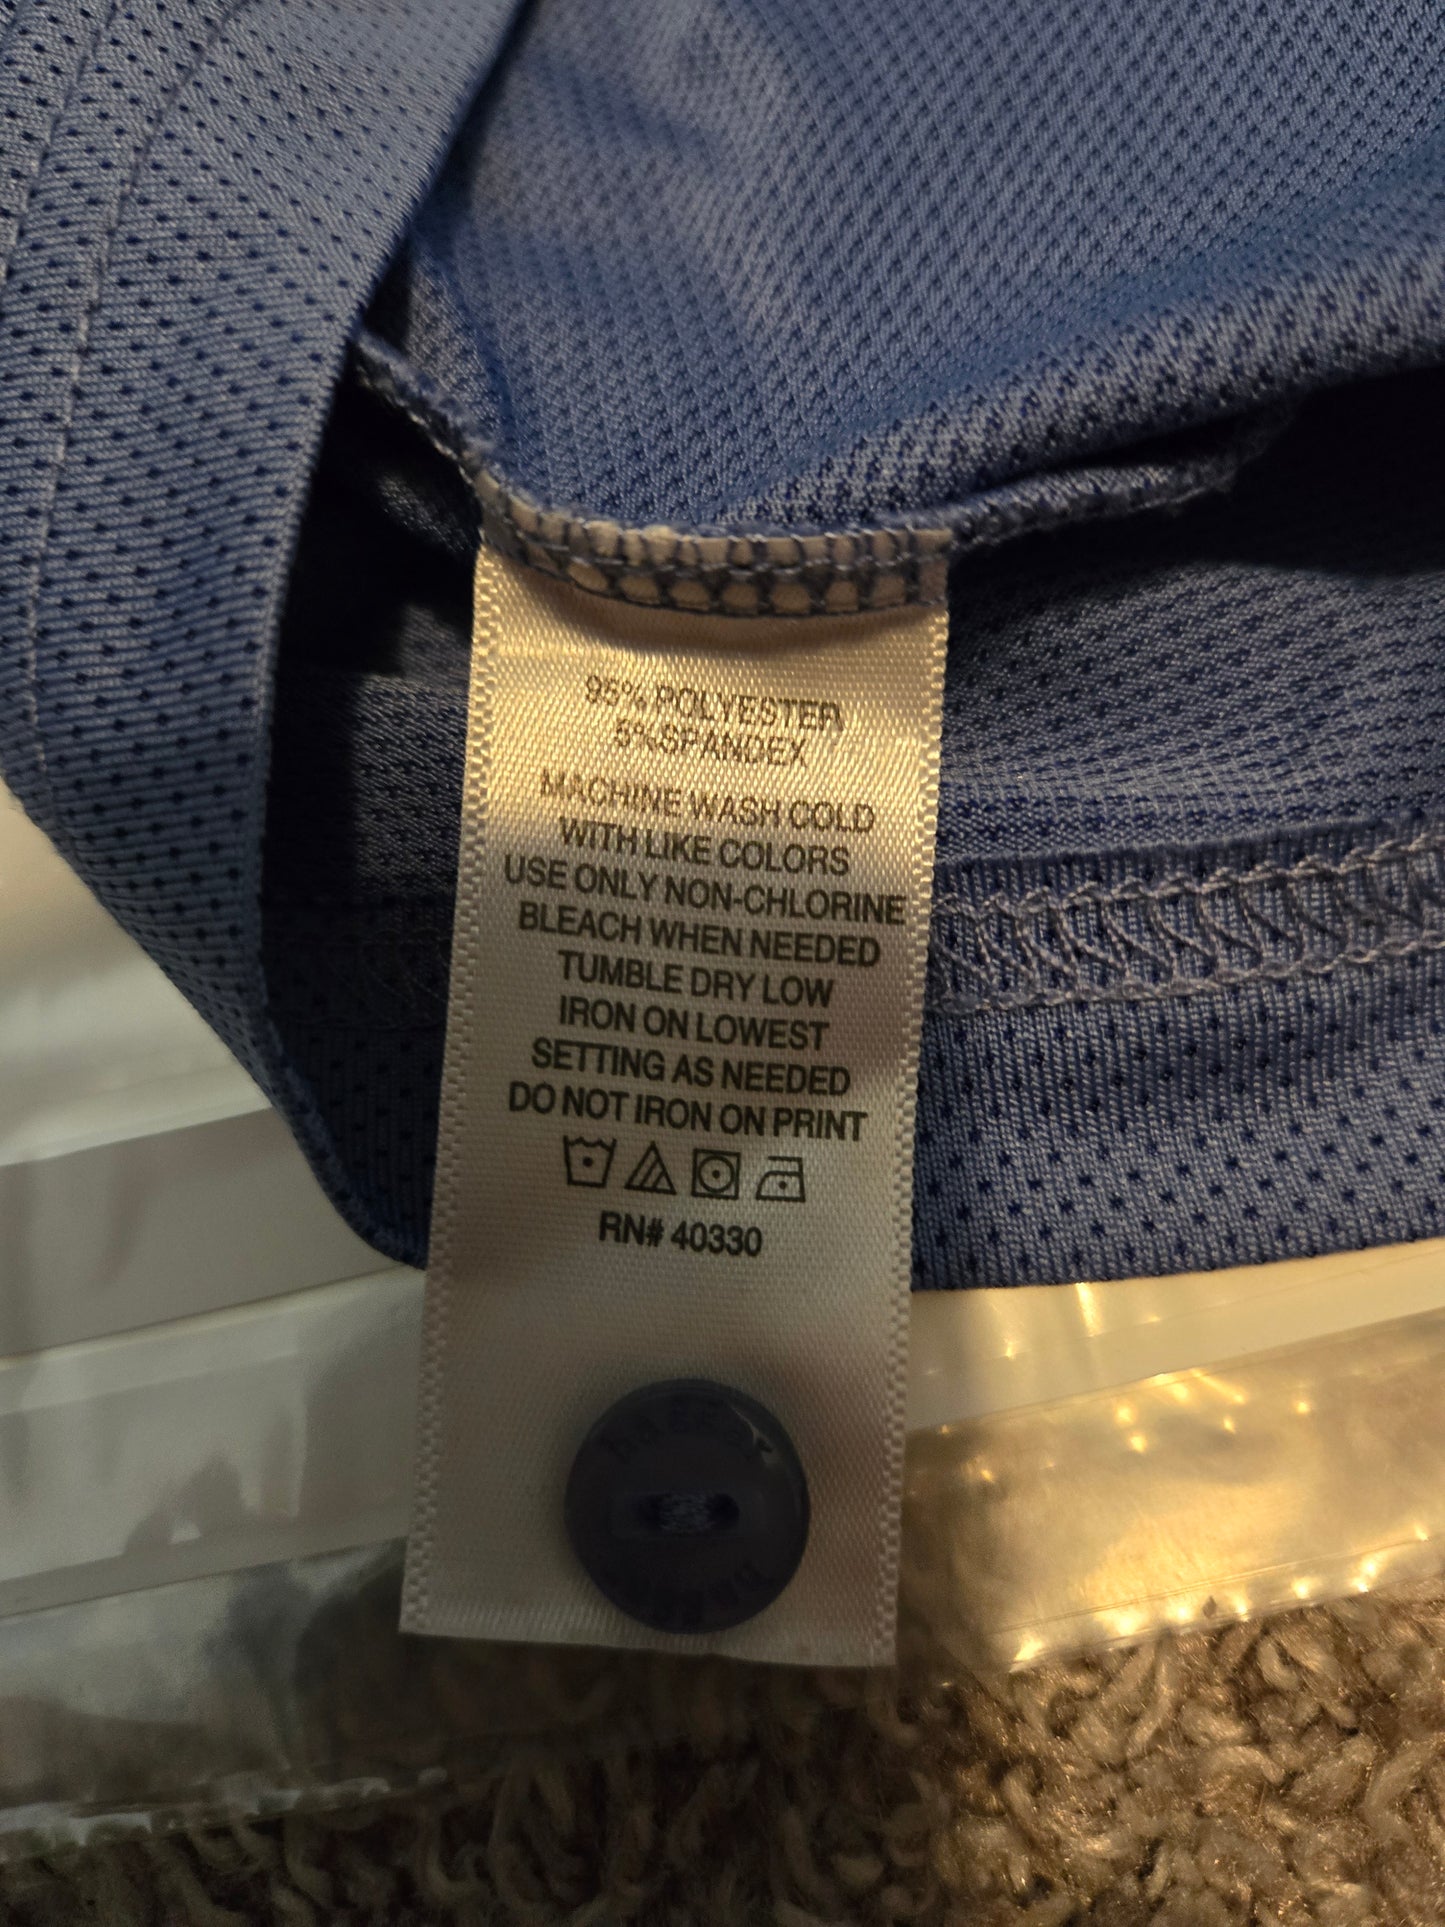 95% POLYESTER
5%SPANDEX
MACHINE WASH COLD
WITH LIKE COLORS
USE ONLY NON-CHLORINE
BLEACH WHEN NEEDED
TUMBLE DRY LOW
IRON ON LOWEST
SETTING AS NEEDED
DO NOT IRON ON PRINT
RN# 40330